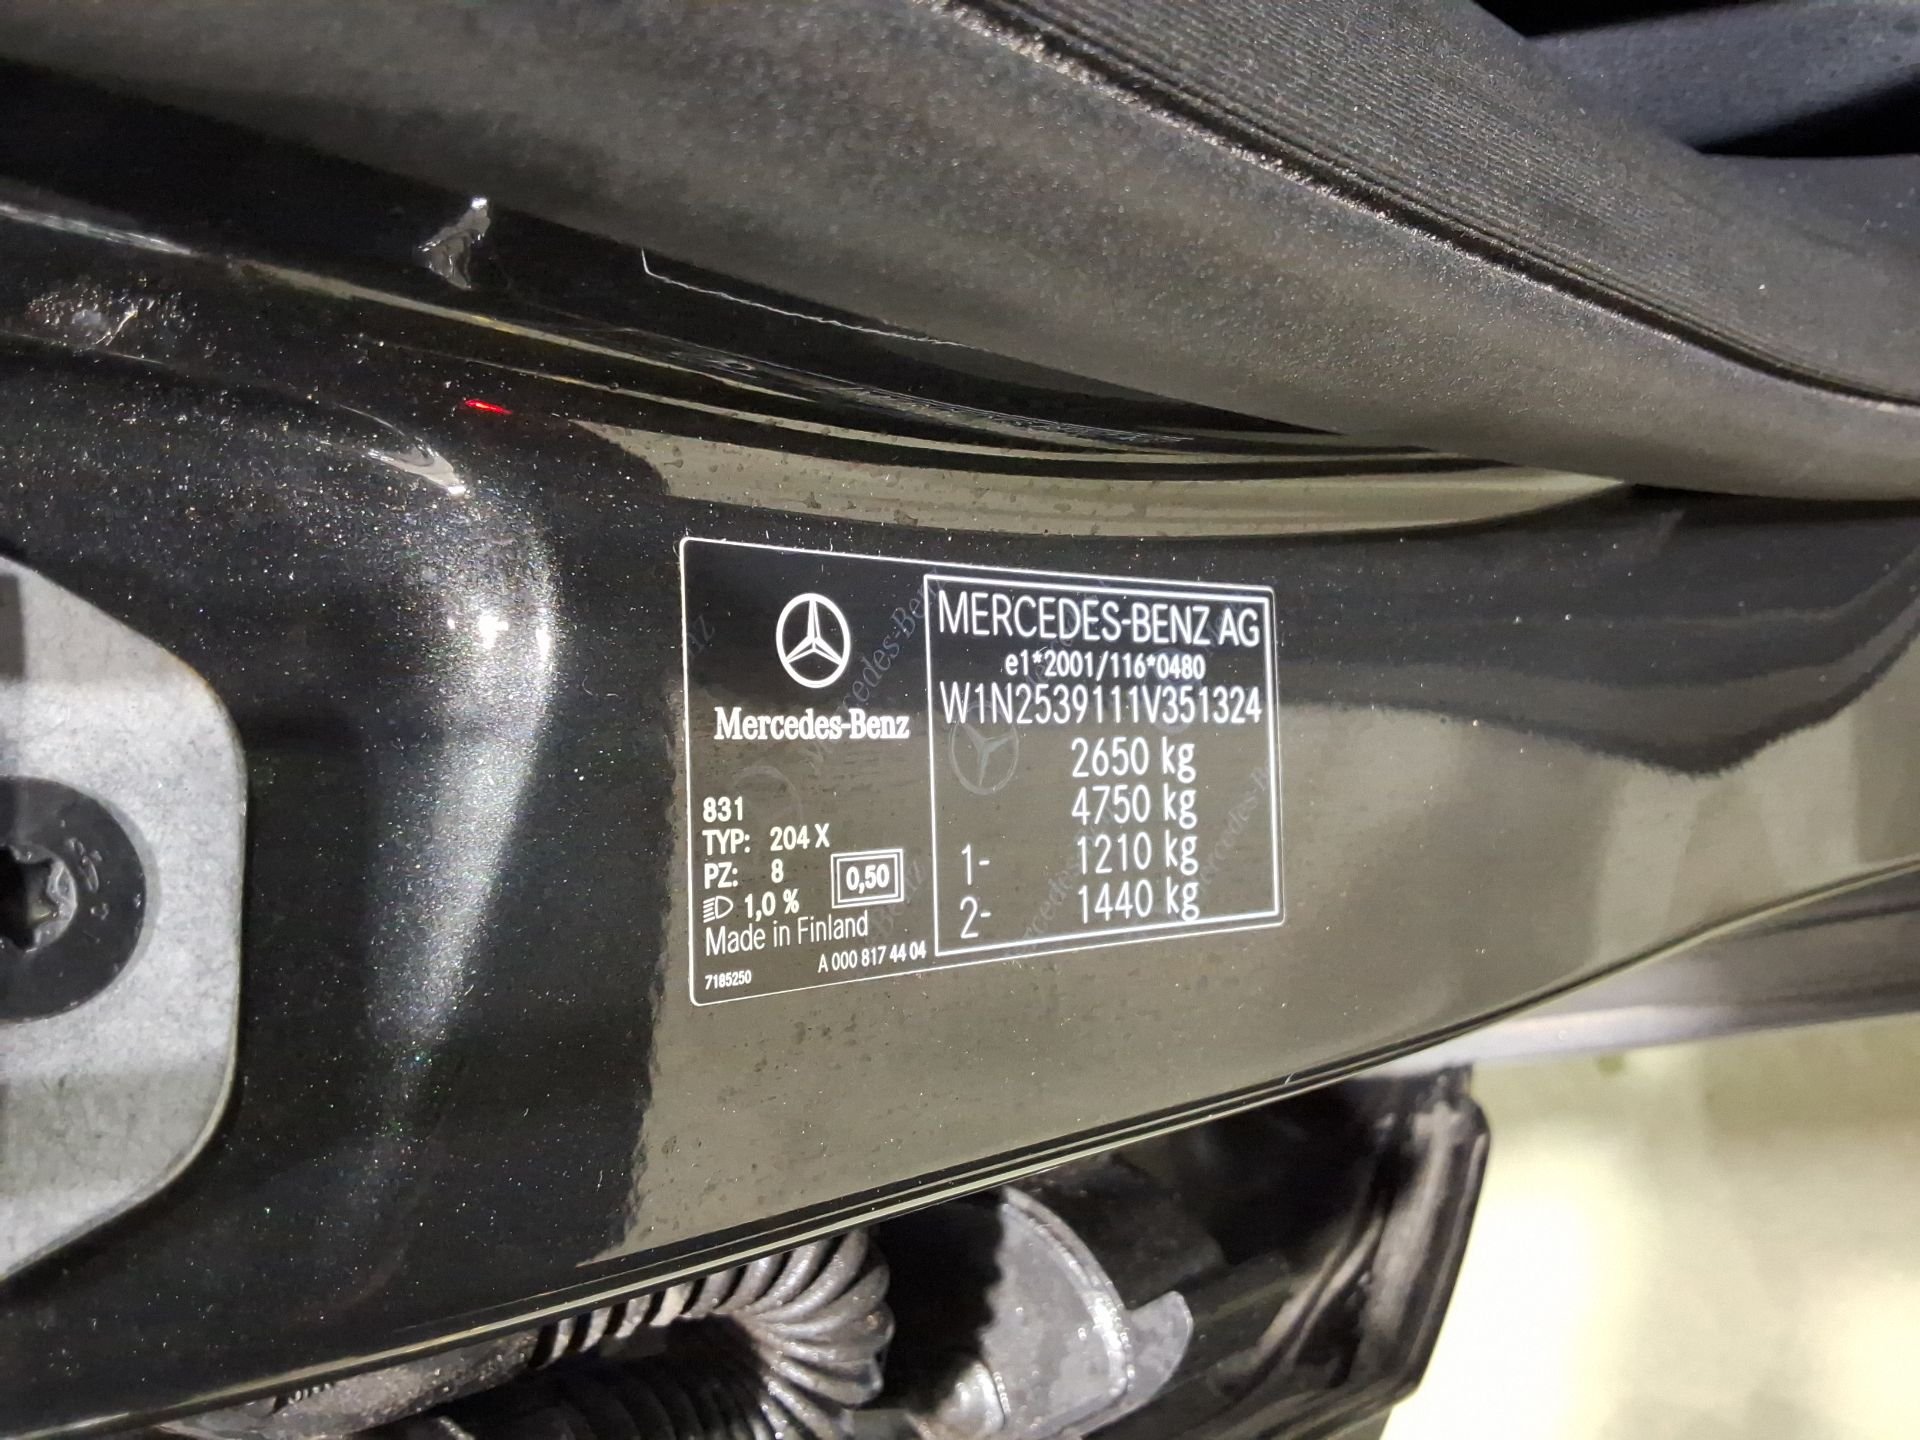 Mercedes-Benz
831
TYP: 204 X
PZ: 8
1,0 %
0,50
Made in Finland
7185250
A 000 817 44 04
MERCEDES-BENZ AG
e1*2001/116*0480
W1N2539111V351324
2650 kg
4750 kg
1- 1210 kg
2- 1440 kg